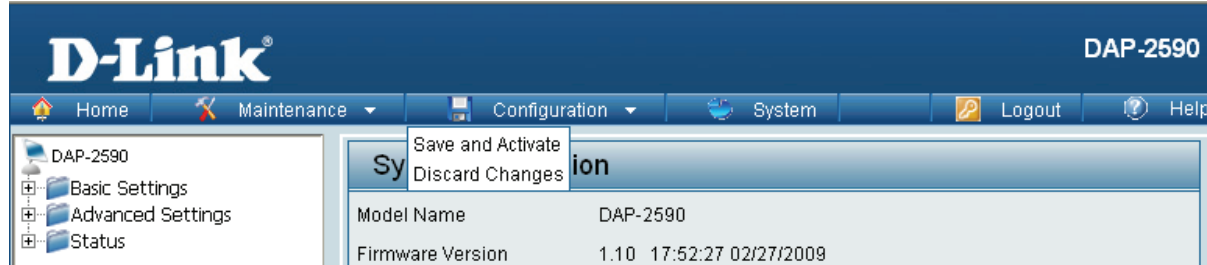 D-Link®
DAP-2590
Home Maintenance Configuration System Logout Help
Save and Activate
Discard Changes
DAP-2590
Basic Settings
Advanced Settings
Status
Sy ion
Model Name DAP-2590
Firmware Version 1.10 17:52:27 02/27/2009